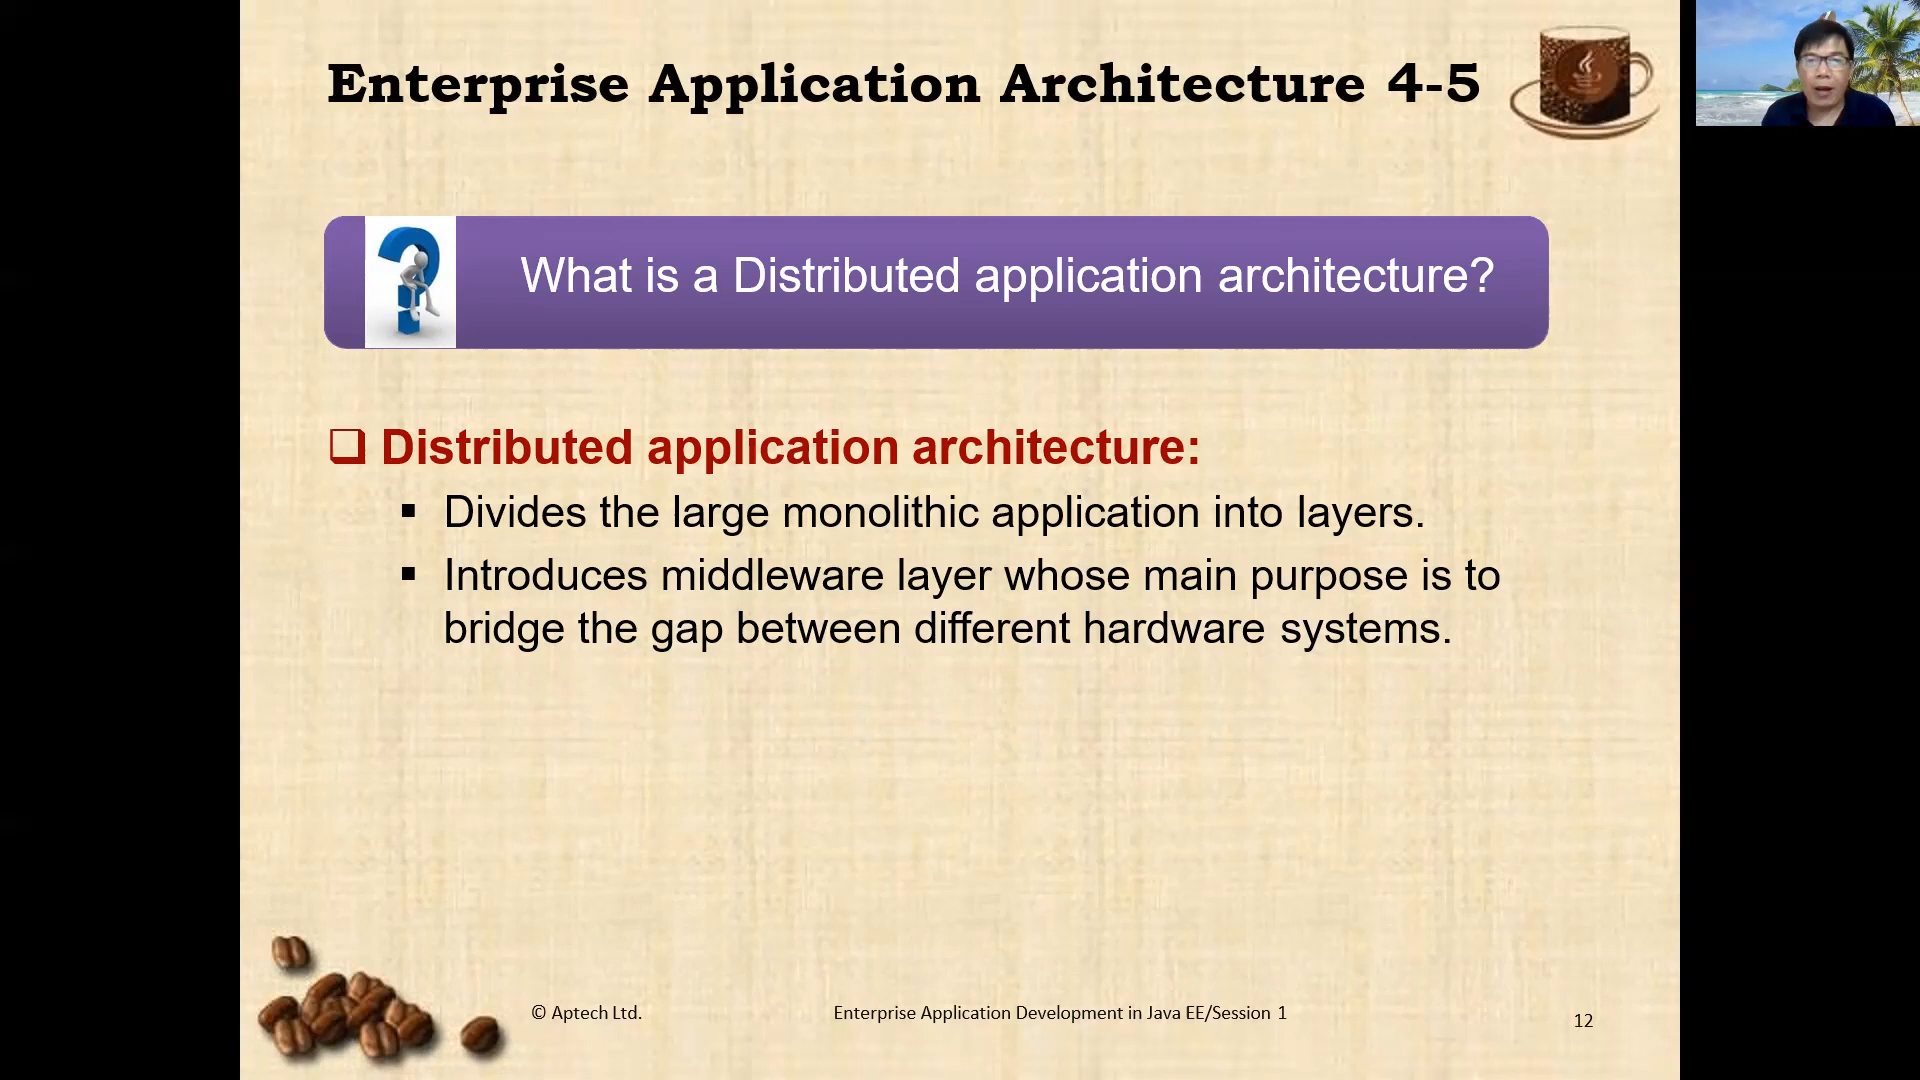 Enterprise Application Architecture 4-5
What is a Distributed application architecture?
Distributed application architecture:
Divides the large monolithic application into layers.
Introduces middleware layer whose main purpose is to
bridge the gap between different hardware systems.
© Aptech Ltd.
Enterprise Application Development in Java EE/Session 1
12